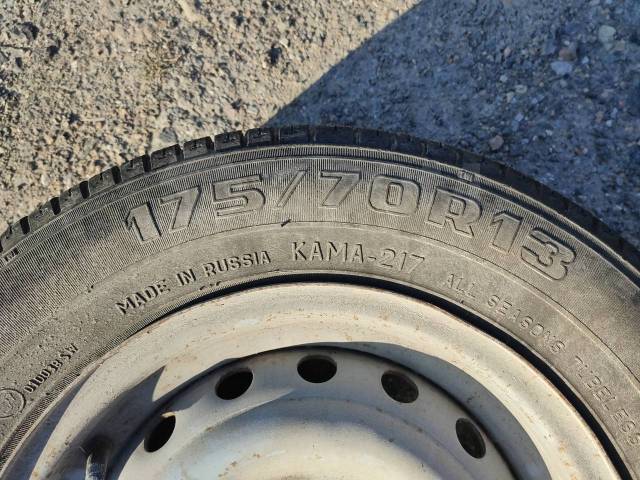 175/70R13
MADE IN RUSSIA KAMA-217 ALL SEASONS TUBELESS